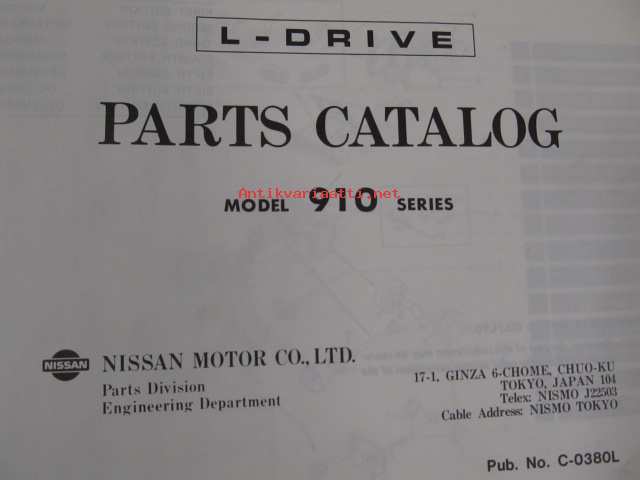 L-DRIVE
PARTS CATALOG
Antikvariaatti.net
MODEL 910 SERIES
NISSAN
NISSAN MOTOR CO., LTD.
Parts Division
Engineering Department
17-1, GINZA 6-CHOME, CHUO-KU
TOKYO, JAPAN 104
Telex: NISMO J22503
Cable Address: NISMO TOKYO
Pub. No. C-0380L